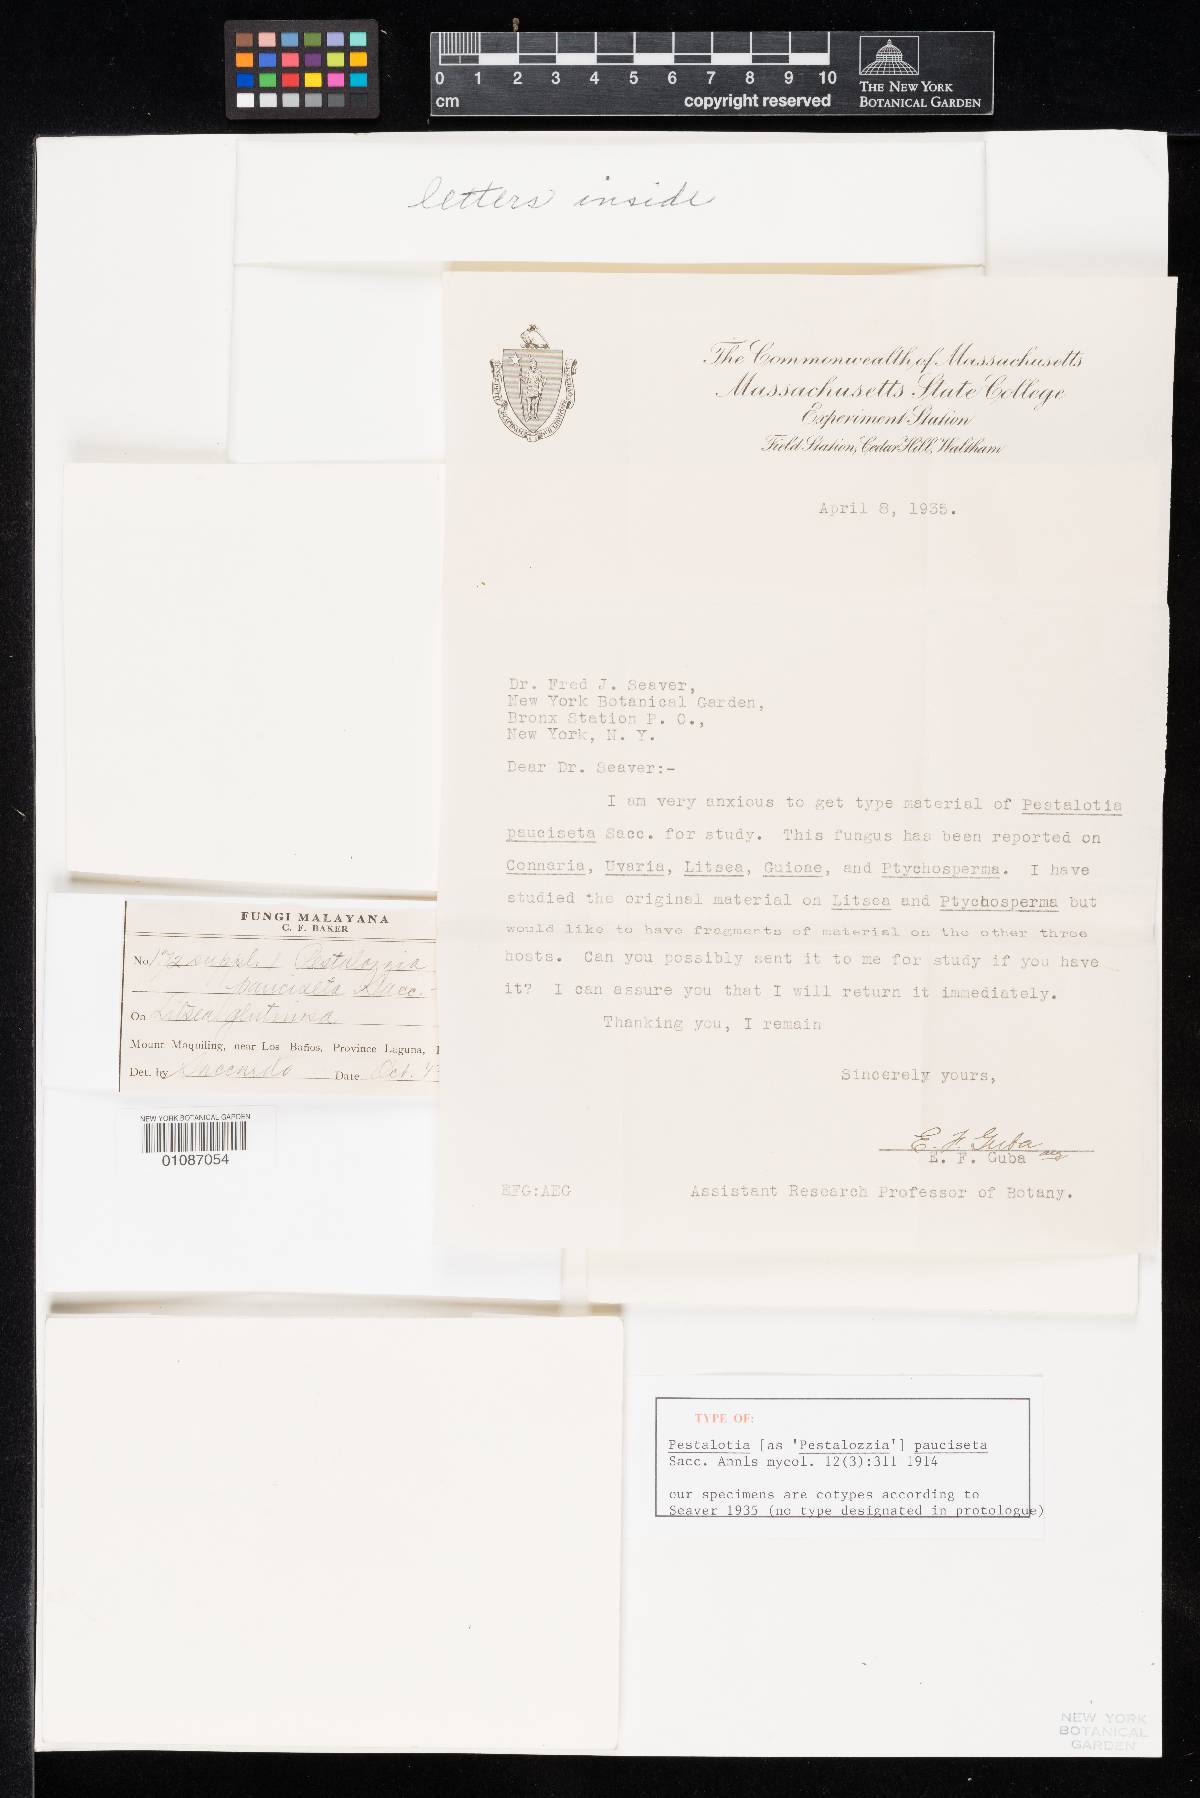 0 1 2 3 4 5 6 7 8 9 10
cm
copyright reserved
THE NEW YORK
BOTANICAL GARDEN
letters inside
The Commonwealth of Massachusetts
Massachusetts State College
Experiment Station
Field Station, Cedar Hill, Waltham
April 8, 1935.
Dr. Fred J. Seaver,
New York Botanical Garden,
Bronx Station P. O.,
New York, N. Y.
Dear Dr. Seaver:-
I am very anxious to get type material of Pestalotia
pauciseta Sacc. for study. This fungus has been reported on
Connaria, Uvaria, Litsea, Guioae, and Ptychosperma. I have
studied the original material on Litsea and Ptychosperma but
would like to have fragments of material on the other three
hosts. Can you possibly sent it to me for study if you have
it? I can assure you that I will return it immediately.
Thanking you, I remain
Sincerely yours,
E. F. Guba
aeg
E. F. Guba
EFG:AEG
Assistant Research Professor of Botany.
FUNGI MALAYANA
C. F. BAKER
No. Pestalozzia
pauciseta Sacc.
On Litsea glutinosa
Mount Maquiling, near Los Baños, Province Laguna,
Det. by Saccardo Date Oct.
NEW YORK BOTANICAL GARDEN
01087054
TYPE OF:
Pestalotia [as 'Pestalozzia'] pauciseta
Sacc. Annls mycol. 12(3):311 1914
our specimens are cotypes according to
Seaver 1935 (no type designated in protologue)
NEW YORK
BOTANICAL
GARDEN